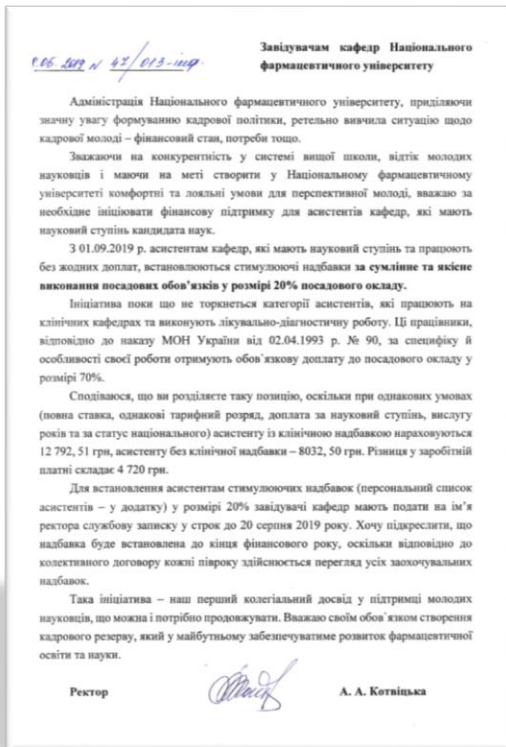 Завідувачам кафедр Національного
06. 2019 N 47/013-інф.
фармацевтичного університету
Адміністрація Національного фармацевтичного університету, приділяючи
значну увагу формуванню кадрової політики, ретельно вивчила ситуацію щодо
кадрової молоді – фінансовий стан, потреби тощо.
Зважаючи на конкурентність у системі вищої школи, відтік молодих
науковців і маючи на меті створити у Національному фармацевтичному
університеті комфортні та лояльні умови для перспективної молоді, вважаю за
необхідне ініціювати фінансову підтримку для асистентів кафедр, які мають
науковий ступінь кандидата наук.
З 01.09.2019 р. асистентам кафедр, які мають науковий ступінь та працюють
без жодних доплат, встановлюються стимулюючі надбавки за сумлінне та якісне
виконання посадових обов'язків у розмірі 20% посадового окладу.
Ініціатива поки що не торкнеться категорії асистентів, які працюють на
клінічних кафедрах та виконують лікувально-діагностичну роботу. Ці працівники,
відповідно до наказу МОН України від 02.04.1993 р. № 90, за специфіку й
особливості своєї роботи отримують обов`язкову доплату до посадового окладу у
розмірі 70%.
Сподіваюся, що ви розділяєте таку позицію, оскільки при однакових умовах
(повна ставка, однакові тарифний розряд, доплата за науковий ступінь, вислугу
років та за статус національного) асистенту із клінічною надбавкою нараховуються
12 792, 51 грн, асистенту без клінічної надбавки – 8032, 50 грн. Різниця у заробітній
платні складає 4 720 грн.
Для встановлення асистентам стимулюючих надбавок (персональний список
асистентів – у додатку) у розмірі 20% завідувачі кафедр мають подати на ім'я
ректора службову записку у строк до 20 серпня 2019 року. Хочу підкреслити, що
надбавка буде встановлена до кінця фінансового року, оскільки відповідно до
колективного договору кожні півроку здійснюється перегляд усіх заохочувальних
надбавок.
Така ініціатива – наш перший колегіальний досвід у підтримці молодих
науковців, що можна і потрібно продовжувати. Вважаю своїм обов`язком створення
кадрового резерву, який у майбутньому забезпечуватиме розвиток фармацевтичної
освіти та науки.
Ректор А. А. Котвіцька